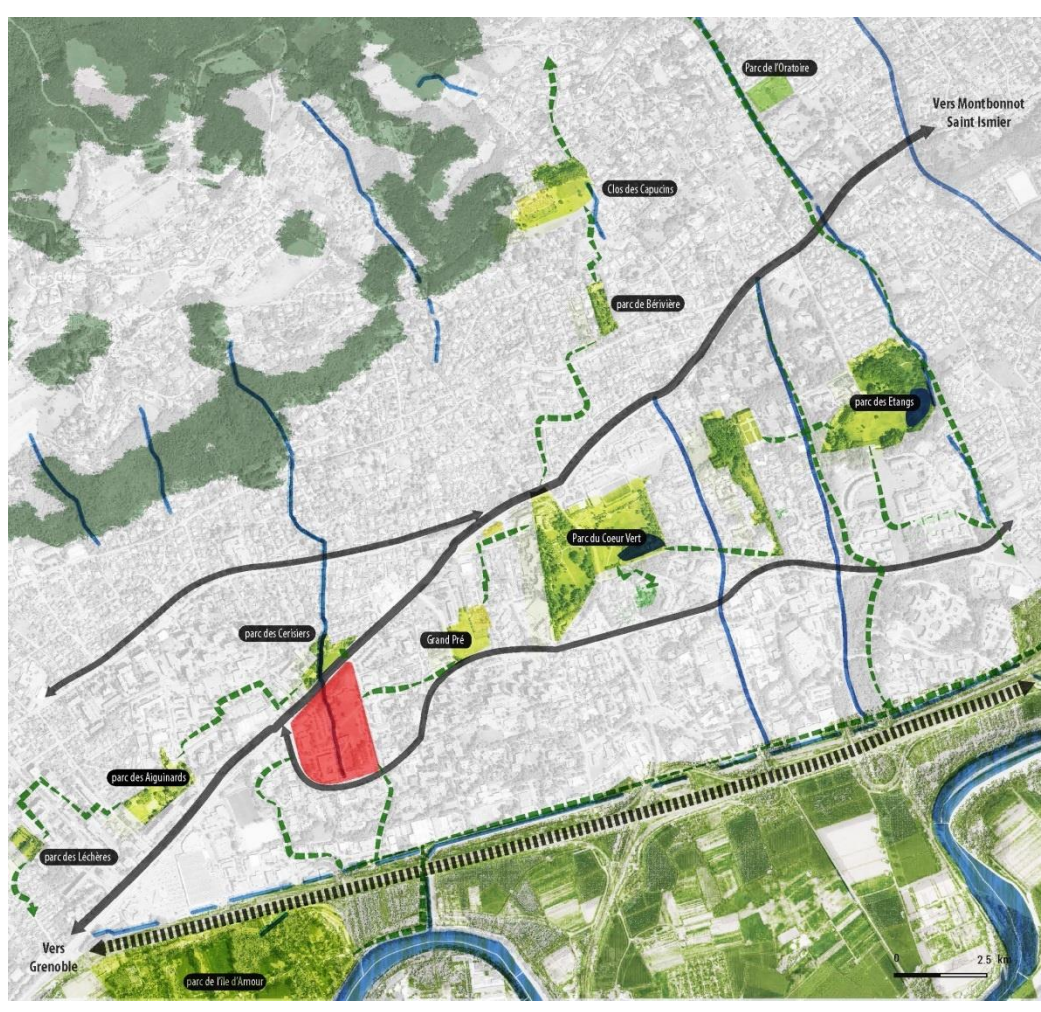 Parc de l'Oratoire
Vers Montbonnot
Saint-Ismier
Clos des Capucins
parc de Bérivière
parc des Etangs
Parc du Coeur Vert
parc des Cerisiers
Grand Pré
parc des Aiguinards
parc des Léchères
Vers
Grenoble
parc de l'île d'Amour
0 2.5 km